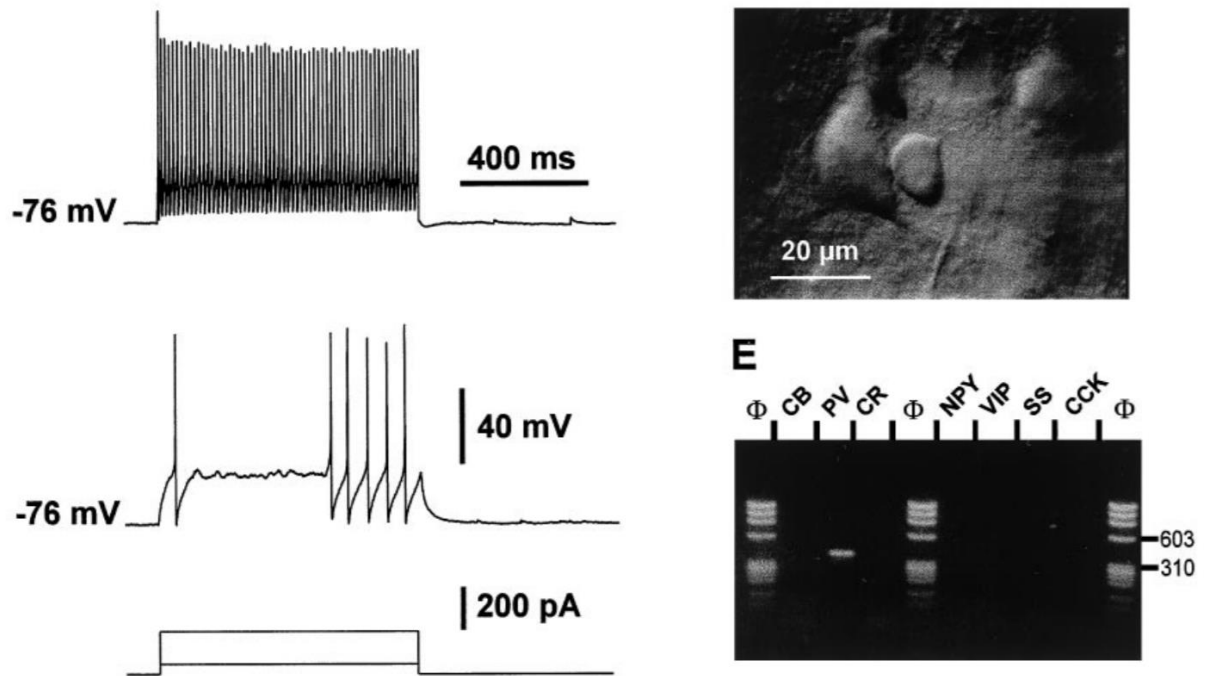 400 ms
-76 mV
40 mV
-76 mV
200 pA
20 µm
E
Φ CB PV CR Φ NPY VIP SS CCK Φ
603
310